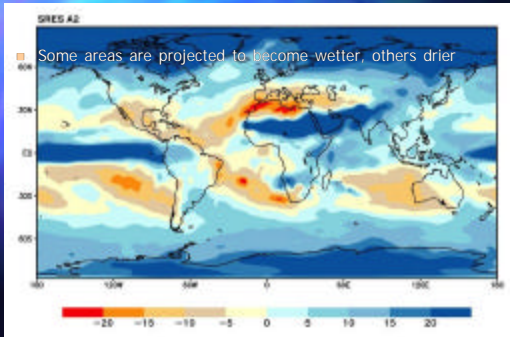 SRES A2
Some areas are projected to become wetter, others drier
60N
30N
EQ
30S
60S
180 120W 60W 0 60E 120E 180
-20 -15 -10 -5 0 5 10 15 20